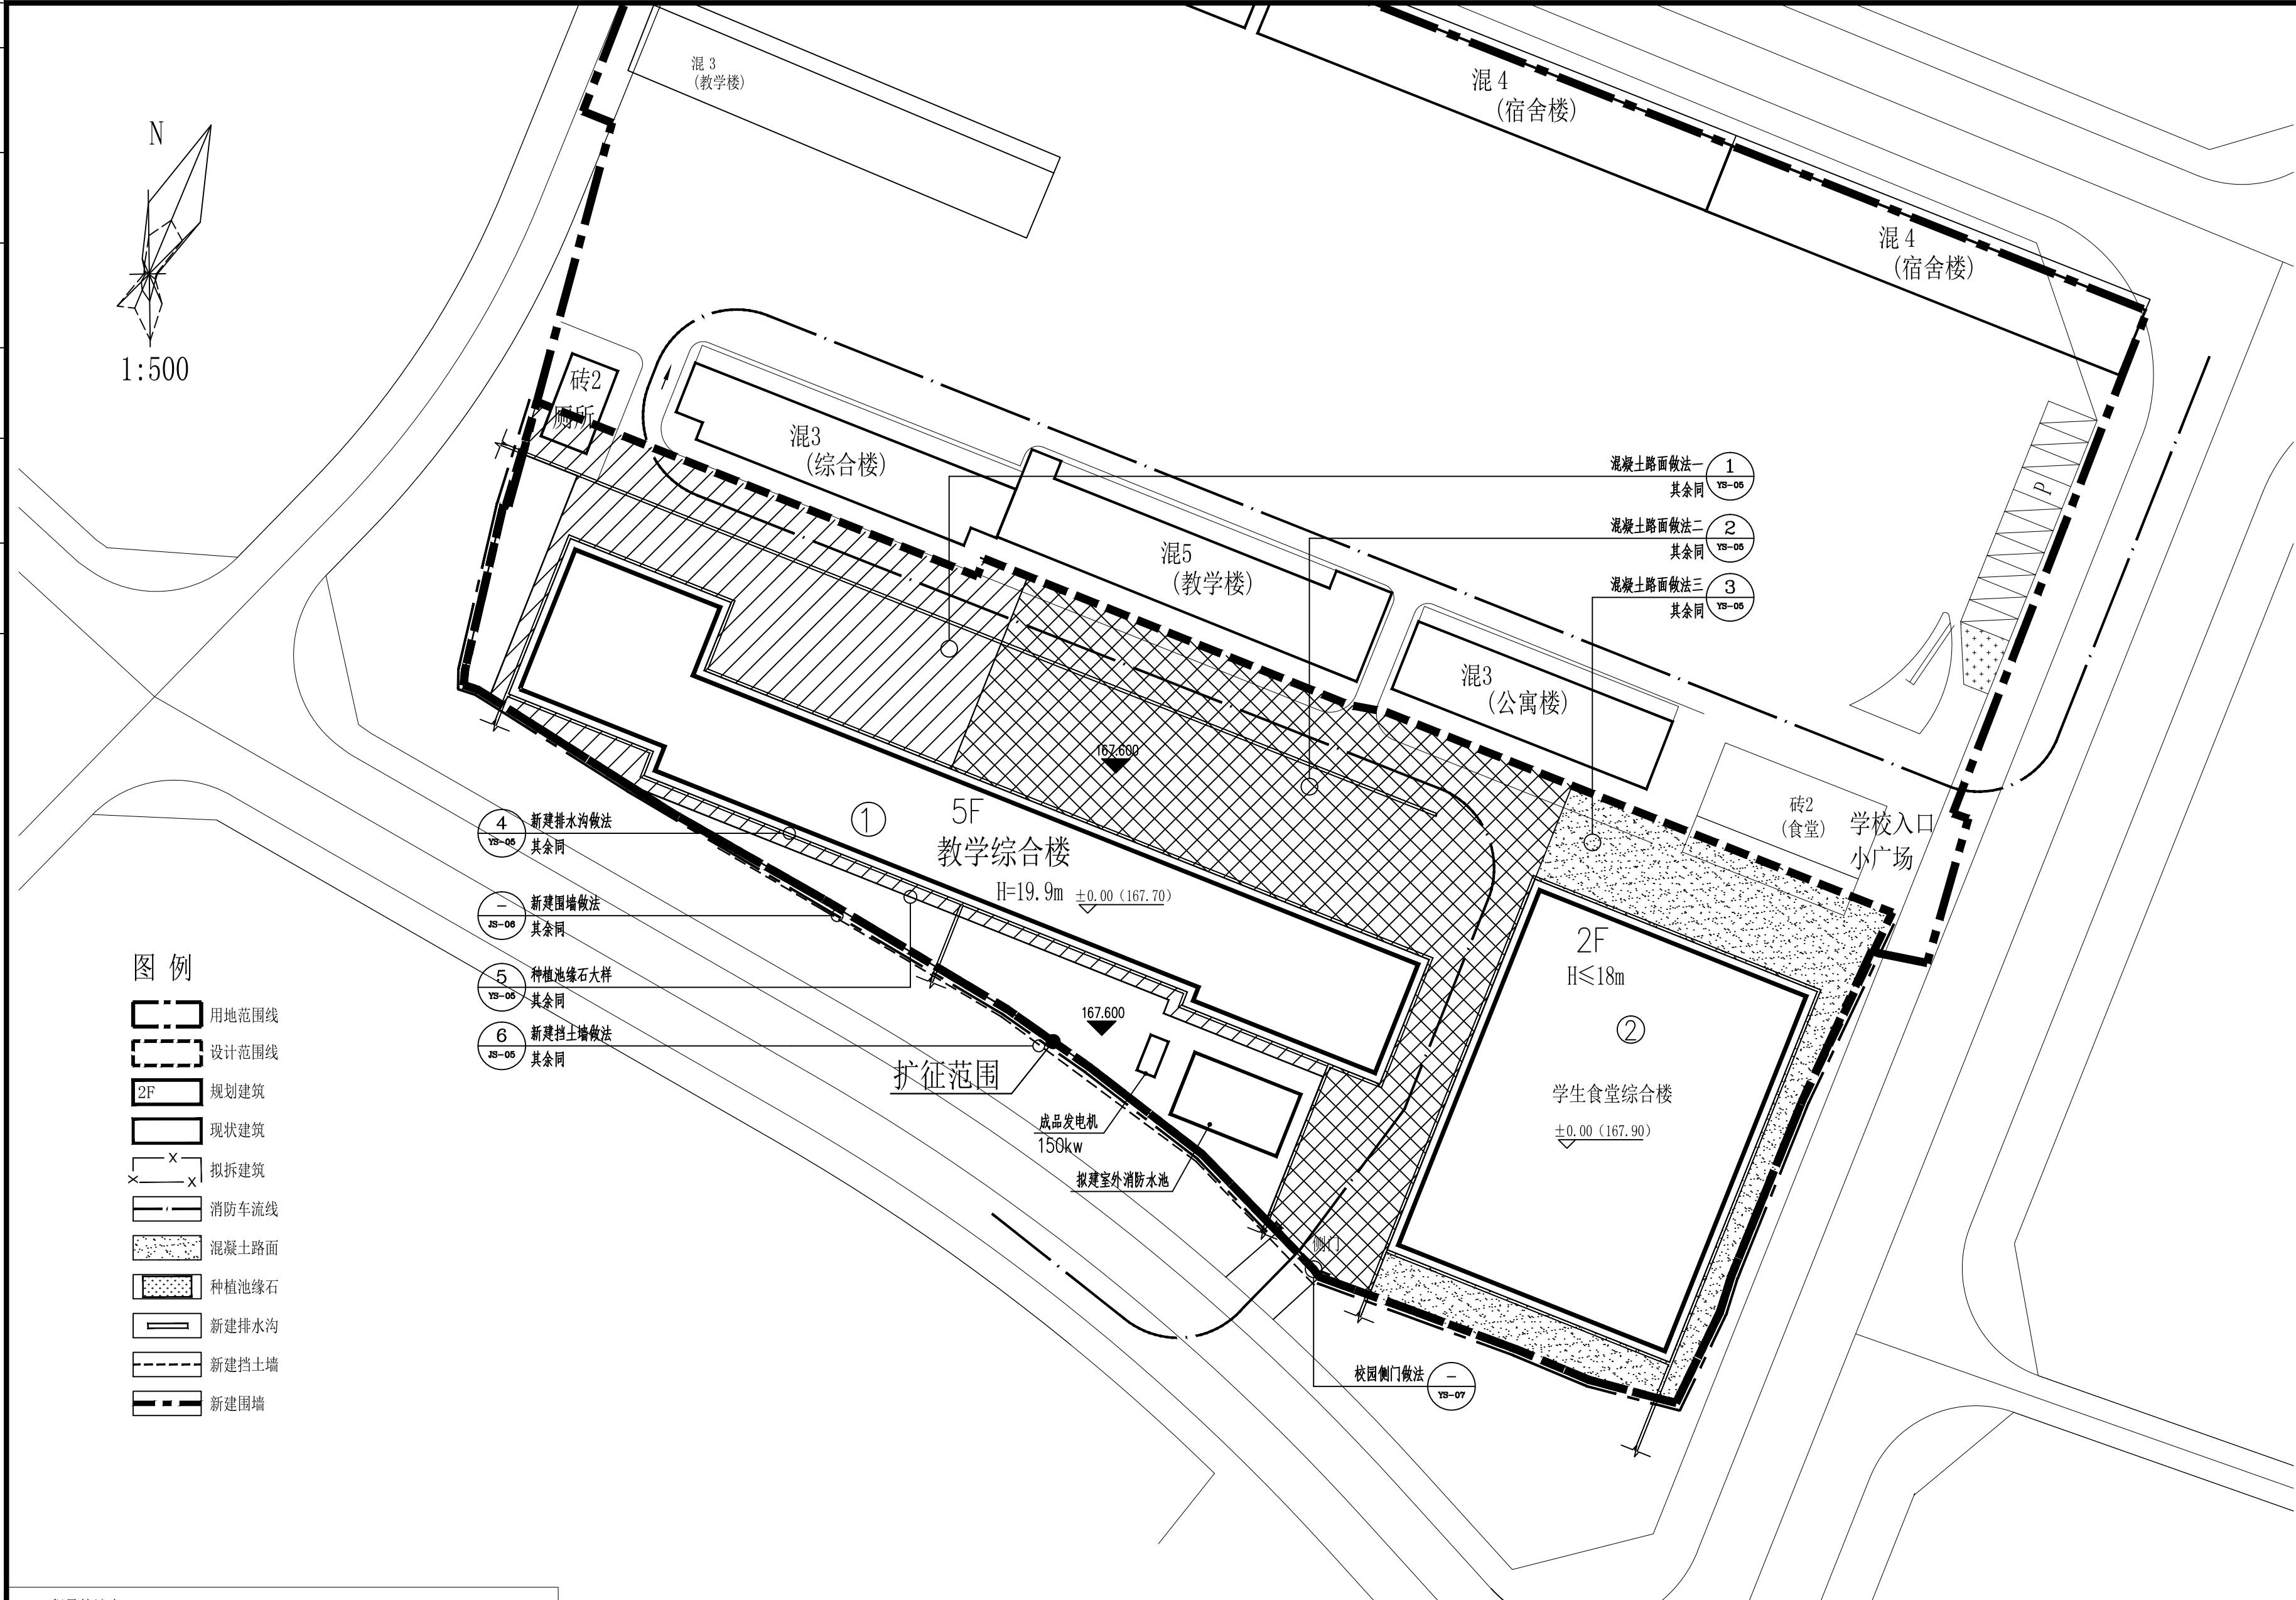 混 3
(教学楼)
混 4
(宿舍楼)
混 4
(宿舍楼)
N
1:500
砖2
厕所
混3
(综合楼)
混5
(教学楼)
混3
(公寓楼)
混凝土路面做法一
其余同
1
YS-05
混凝土路面做法二
其余同
2
YS-05
混凝土路面做法三
其余同
3
YS-05
P
砖2
(食堂)
学校入口
小广场
167.600
1
5F
教学综合楼
H=19.9m
±0.00 (167.70)
4
YS-05
新建排水沟做法
其余同
—
JS-06
新建围墙做法
其余同
5
YS-05
种植池缘石大样
其余同
6
JS-05
新建挡土墙做法
其余同
扩征范围
167.600
成品发电机
150kw
拟建室外消防水池
2F
H≤18m
2
学生食堂综合楼
±0.00 (167.90)
侧门
校园侧门做法
—
YS-07
图 例
用地范围线
设计范围线
2F
规划建筑
现状建筑
X
X
X
拟拆建筑
消防车流线
混凝土路面
种植池缘石
新建排水沟
新建挡土墙
新建围墙